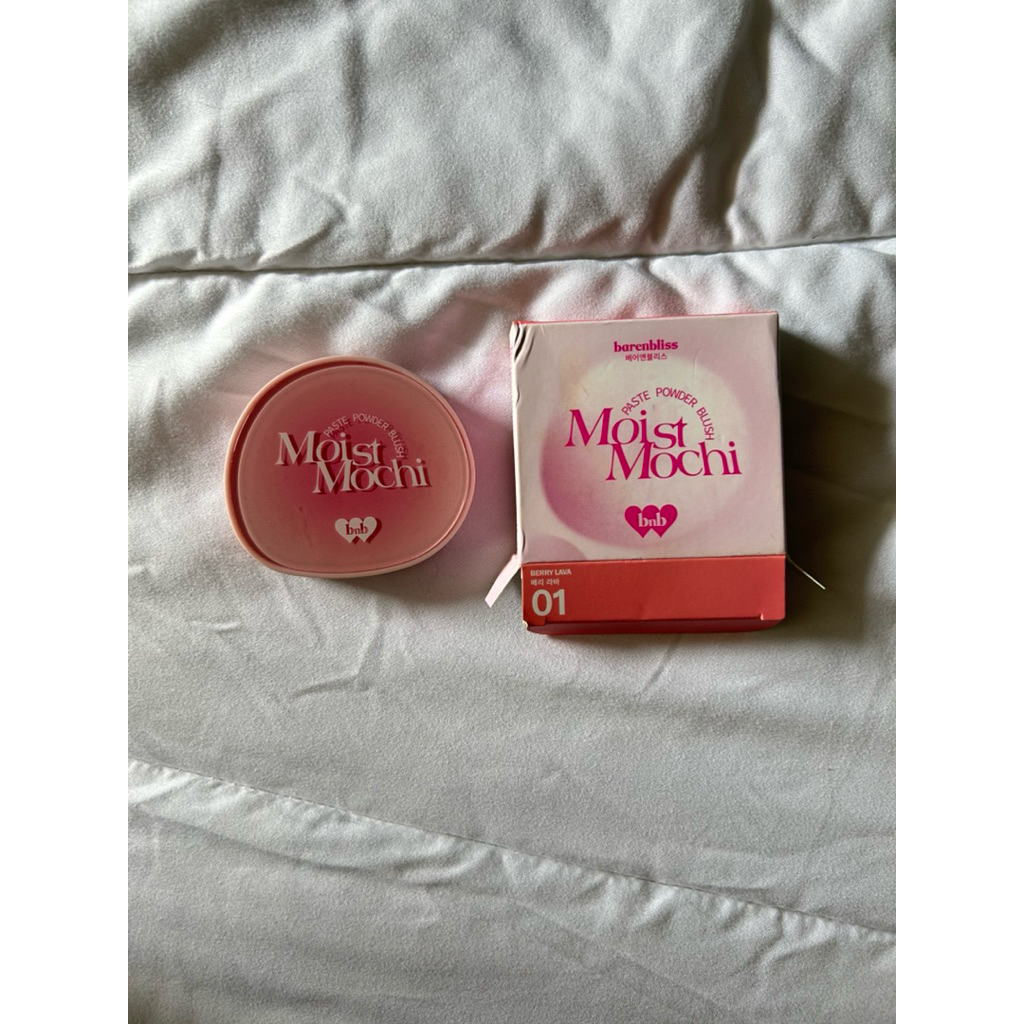 PASTE POWDER BLUSH
Moist
Mochi
bnb
barenbliss
베어앤블리스
PASTE POWDER BLUSH
Moist
Mochi
bnb
BERRY LAVA
베리 라바
01